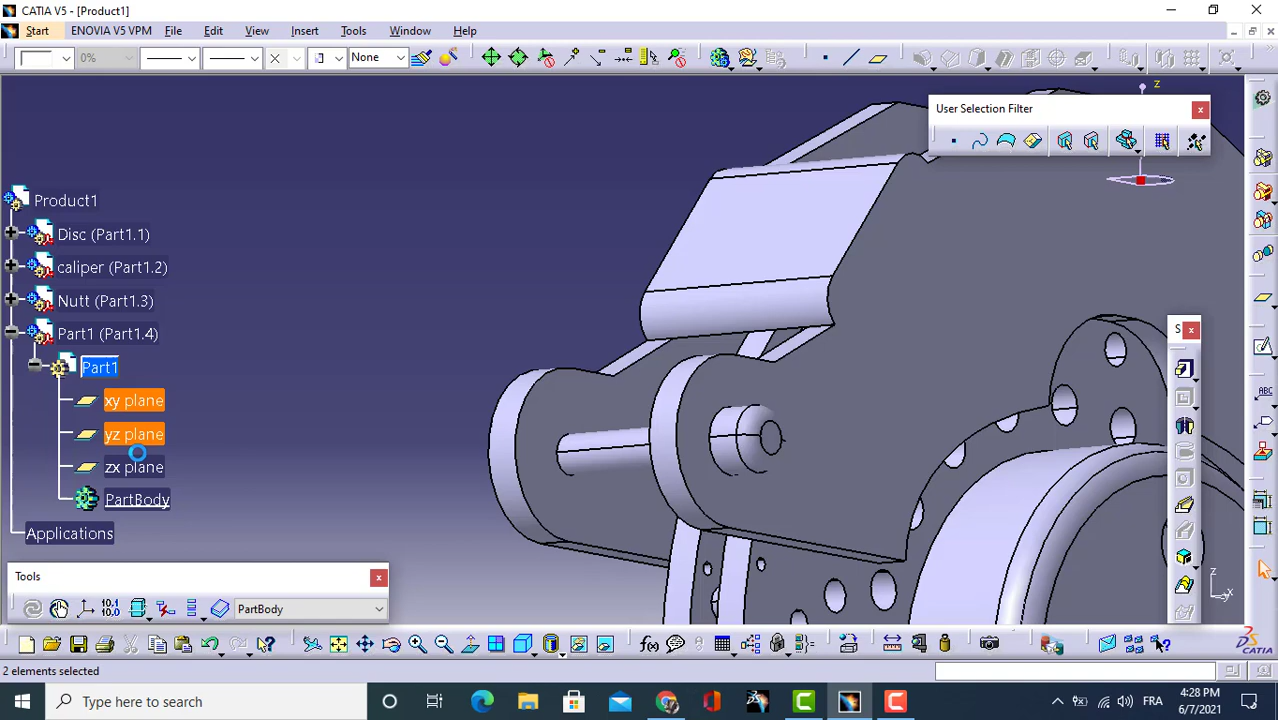 CATIA V5 - [Product1]
Start ENOVIA V5 VPM File Edit View Insert Tools Window Help
0% None
User Selection Filter
z
Product1
Disc (Part1.1)
caliper (Part1.2)
Nutt (Part1.3)
Part1 (Part1.4)
S
Part1
xy plane
yz plane
zx plane
PartBody
Applications
Tools
PartBody
z
x
2 elements selected
CATIA
Type here to search
FRA
4:28 PM
6/7/2021